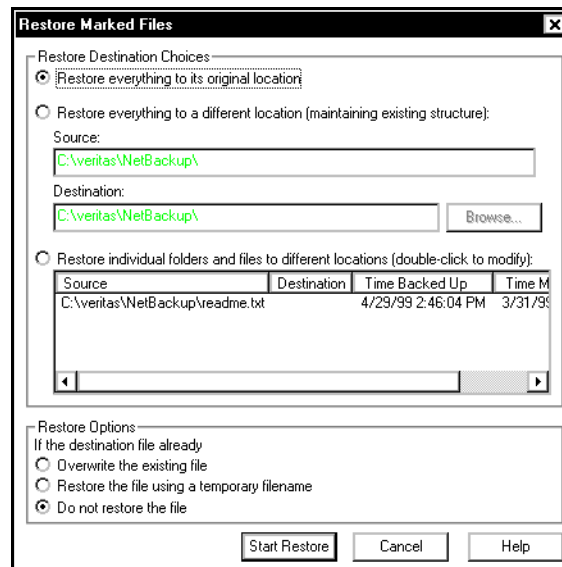 Restore Marked Files
Restore Destination Choices
Restore everything to its original location
Restore everything to a different location (maintaining existing structure):
Source:
C:\veritas\NetBackup\
Destination:
C:\veritas\NetBackup\
Browse...
Restore individual folders and files to different locations (double-click to modify):
Source Destination Time Backed Up Time M
C:\veritas\NetBackup\readme.txt 4/29/99 2:46:04 PM 3/31/99
Restore Options
If the destination file already
Overwrite the existing file
Restore the file using a temporary filename
Do not restore the file
Start Restore Cancel Help